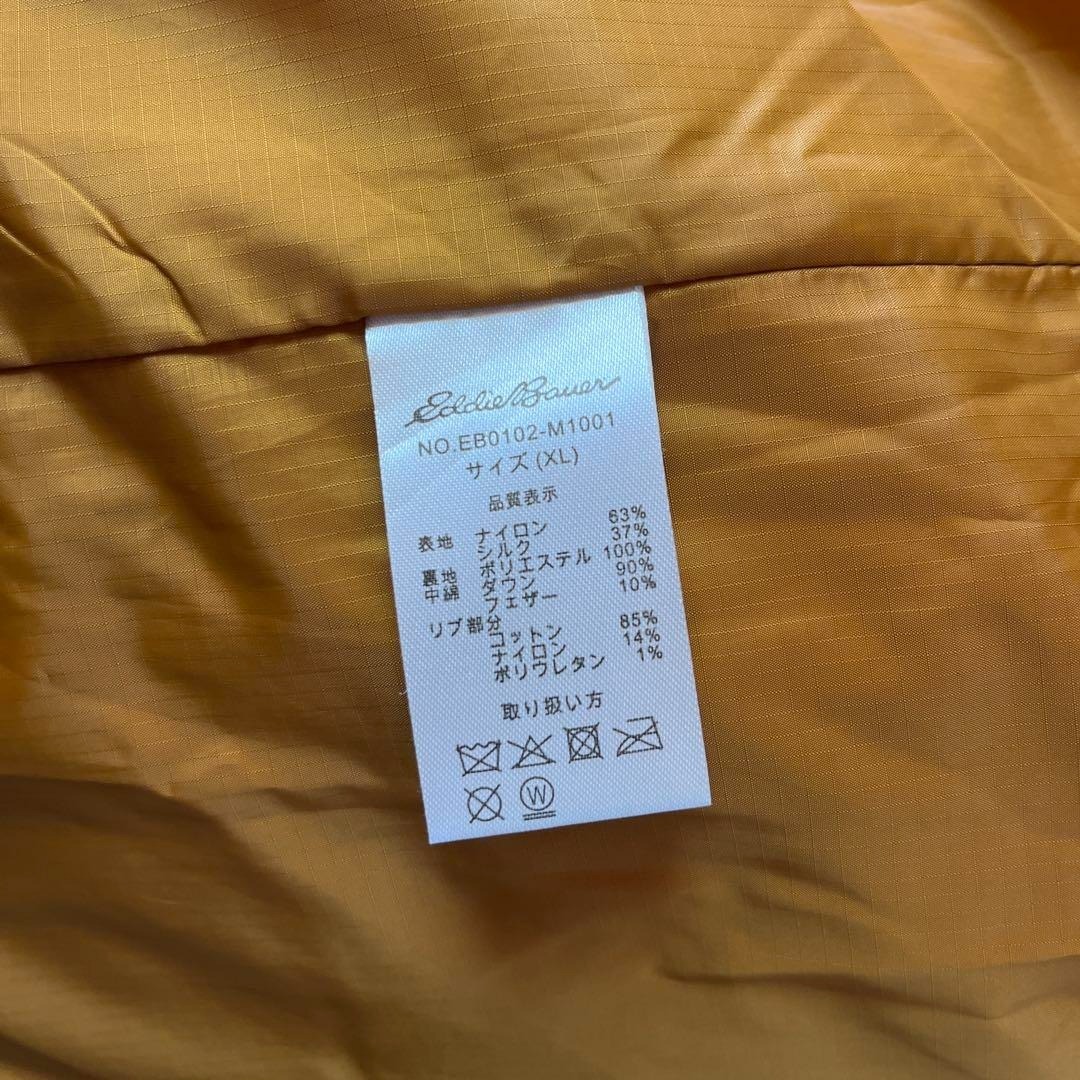 Eddie Bauer
NO.EB0102-M1001
サイズ(XL)
品質表示
表地 ナイロン 63%
シルク 37%
裏地 ポリエステル 100%
中綿 ダウン 90%
フェザー 10%
リブ部分
コットン 85%
ナイロン 14%
ポリウレタン 1%
取り扱い方
W